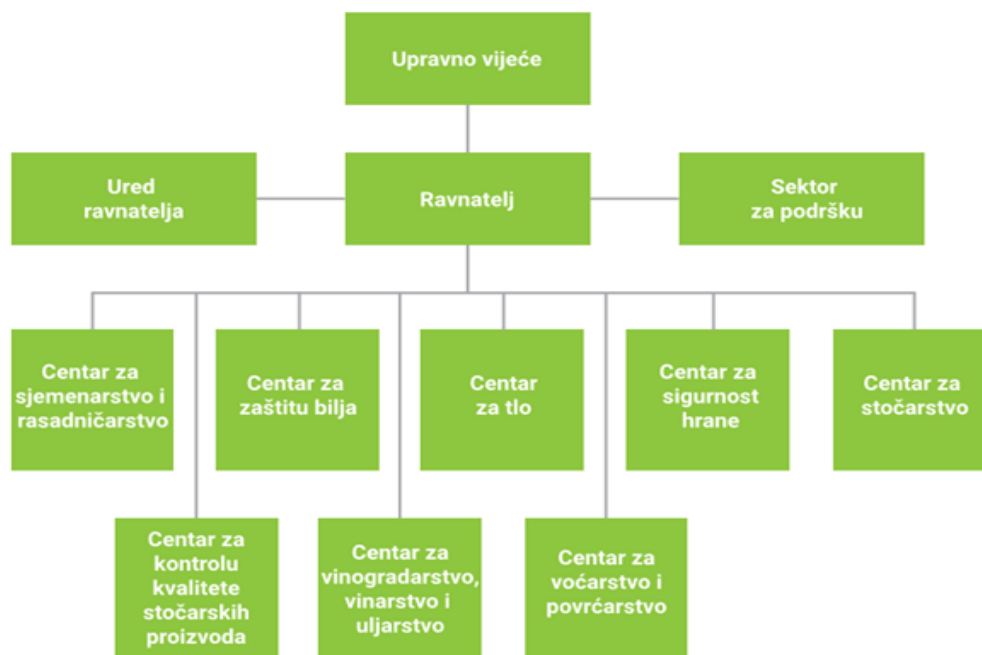 Upravno vijeće
Ured
ravnatelja
Ravnatelj
Sektor
za podršku
Centar za
sjemenarstvo i
rasadničarstvo
Centar za
zaštitu bilja
Centar
za tlo
Centar za
sigurnost
hrane
Centar za
stočarstvo
Centar za
kontrolu
kvalitete
stočarskih
proizvoda
Centar za
vinogradarstvo,
vinarstvo i
uljarstvo
Centar za
voćarstvo i
povrćarstvo